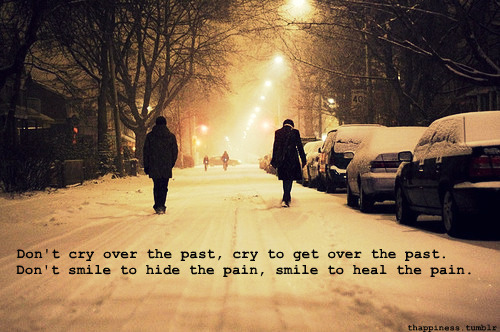 40
Don't cry over the past, cry to get over the past.
Don't smile to hide the pain, smile to heal the pain.
thappiness.tumblr